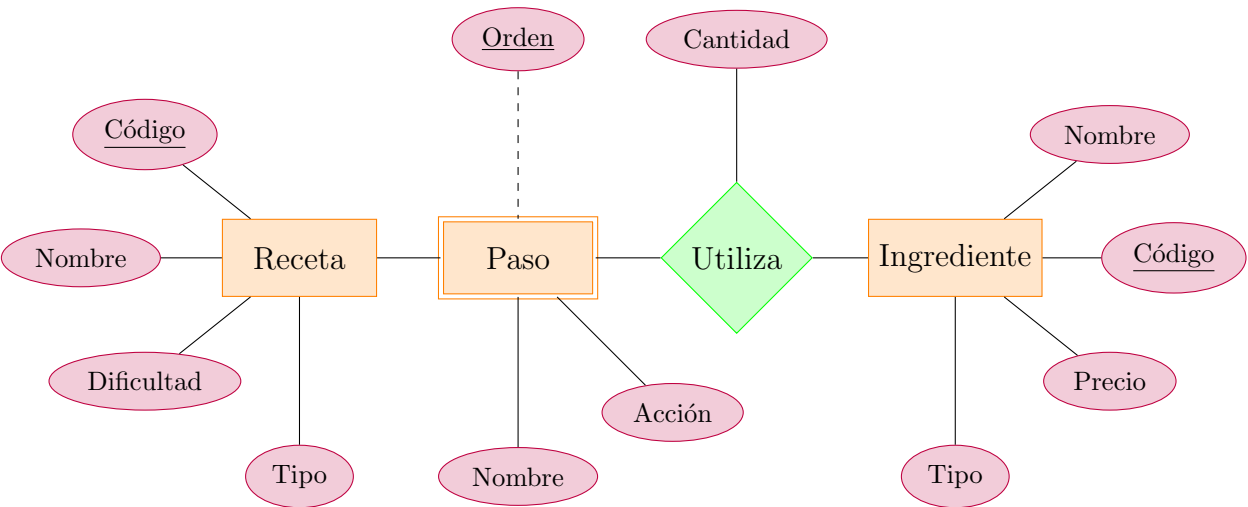 Orden
Cantidad
Código
Nombre
Nombre
Receta
Paso
Utiliza
Ingrediente
Código
Dificultad
Acción
Precio
Tipo
Nombre
Tipo